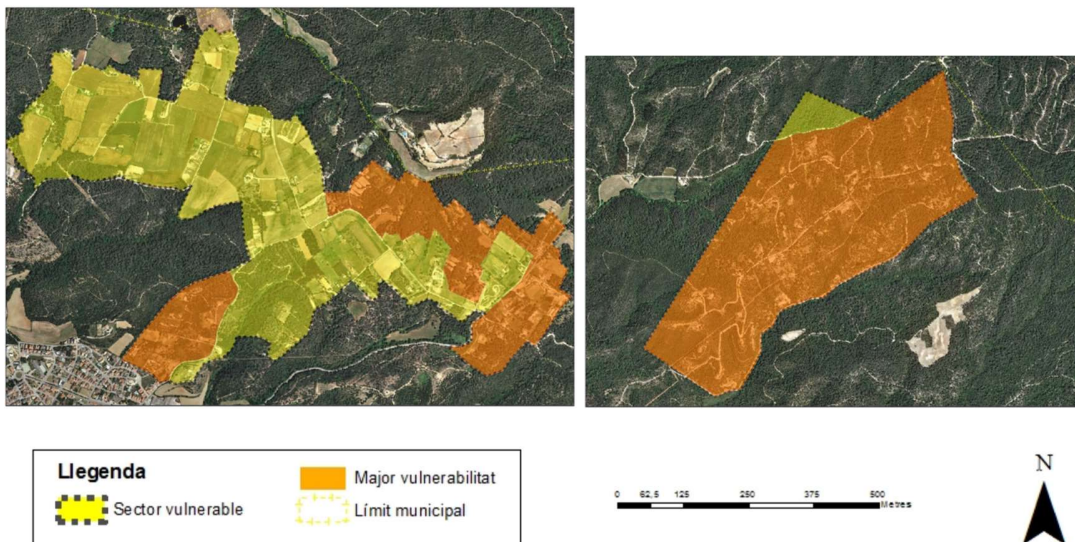 Llegenda
Sector vulnerable
Major vulnerabilitat
Límit municipal
0 62,5 125 250 375 500
Metres
N